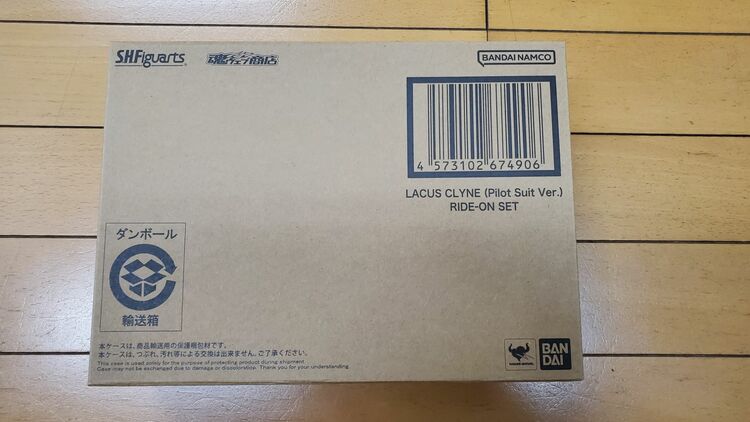 S.H.Figuarts
魂ウェブ商店
BANDAI NAMCO
4 573102 674906
LACUS CLYNE (Pilot Suit Ver.)
RIDE-ON SET
ダンボール
輸送箱
本ケースは、商品輸送用の保護梱包材です。
本ケースは、つぶれ、汚れ等による交換は出来ません。ご了承ください。
This case is used solely for the purpose of protecting product during shipment.
Case may not be exchanged due to damage or discoloration. Thank you for your understanding.
BAN
DAI